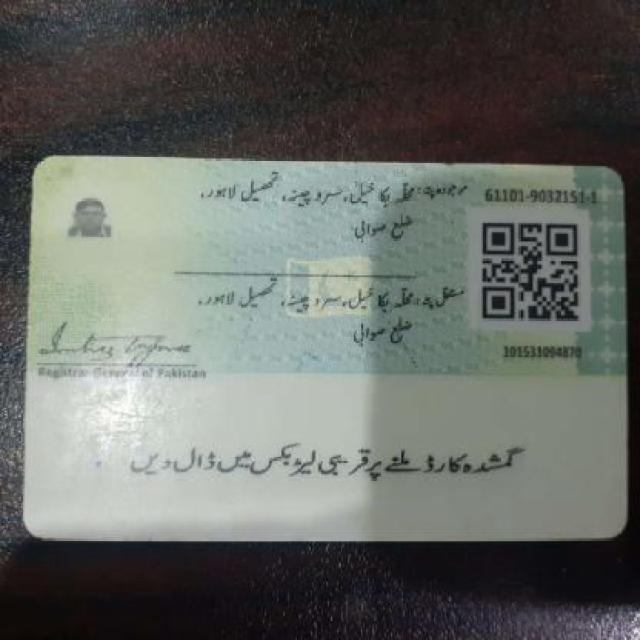 61101-9032151-1
موجودہ پتہ: محلہ بکا خیل، سرو چینہ، تحصیل لاہور،
ضلع صوابی
مستقل پتہ: محلہ بکا خیل، سرو چینہ، تحصیل لاہور،
ضلع صوابی
101533094870
Registrar General of Pakistan
گمشدہ کارڈ ملنے پر قریبی لیٹر بکس میں ڈال دیں